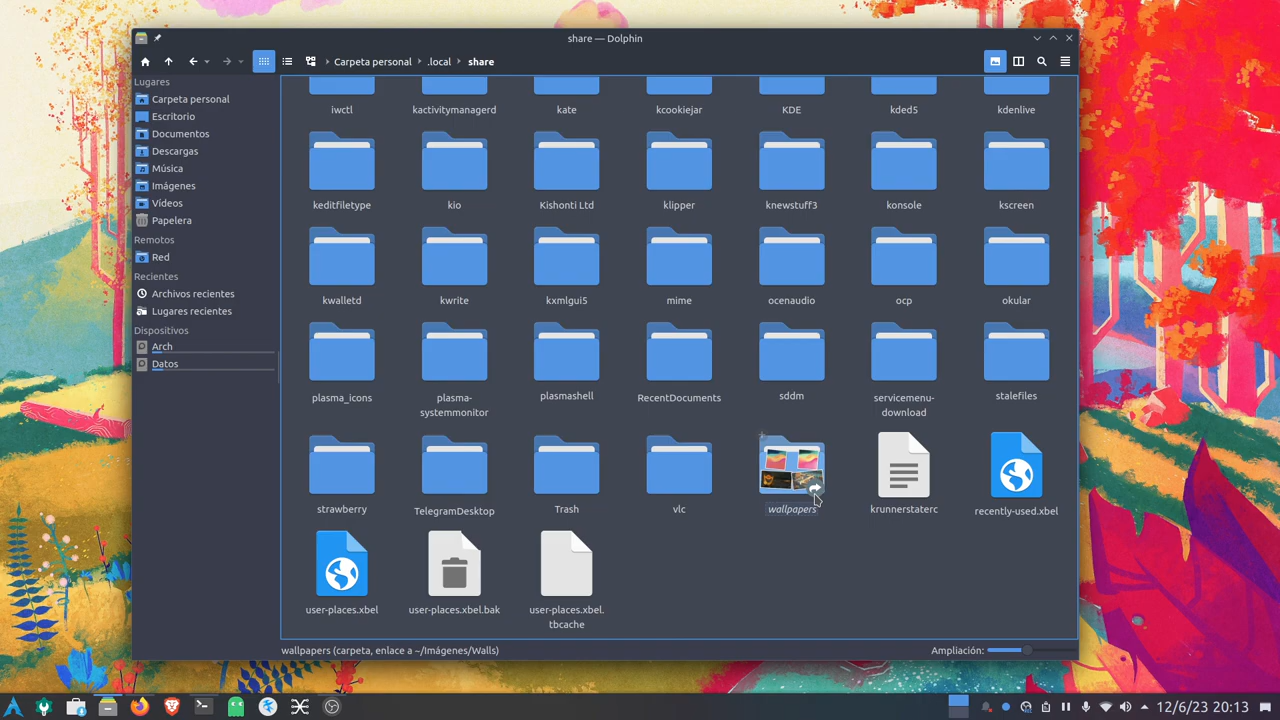 share — Dolphin
Carpeta personal .local share
Lugares
Carpeta personal
Escritorio
Documentos
Descargas
Música
Imágenes
Vídeos
Papelera
Remotos
Red
Recientes
Archivos recientes
Lugares recientes
Dispositivos
Arch
Datos
iwctl kactivitymanagerd kate kcookiejar KDE kded5 kdenlive
keditfiletype kio Kishonti Ltd klipper knewstuff3 konsole kscreen
kwalletd kwrite kxmlgui5 mime ocenaudio ocp okular
plasma_icons plasma-systemmonitor plasmashell RecentDocuments sddm servicemenu-download stalefiles
strawberry TelegramDesktop Trash vlc wallpapers krunnerstaterc recently-used.xbel
user-places.xbel user-places.xbel.bak user-places.xbel.tbcache
wallpapers (carpeta, enlace a ~/Imágenes/Walls) Ampliación:
12/6/23 20:13